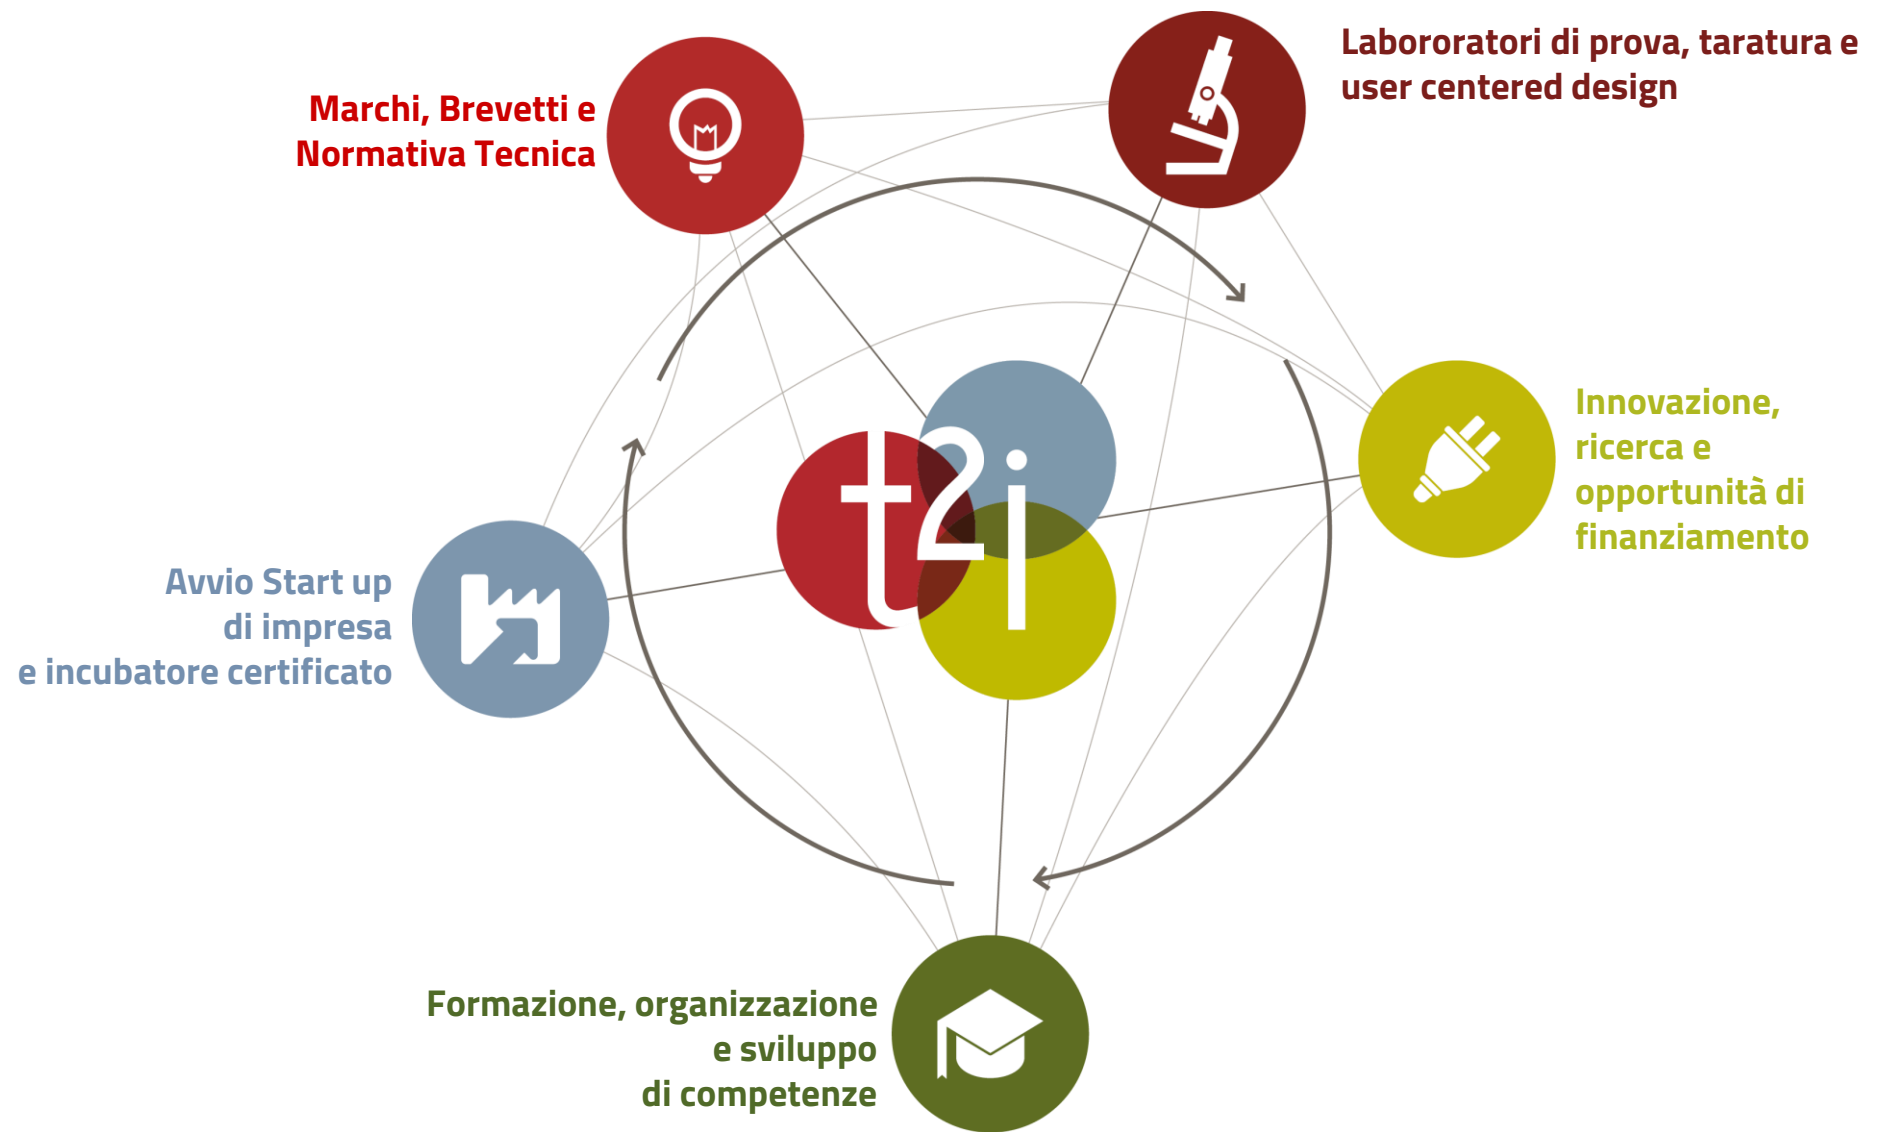 Labororatori di prova, taratura e
user centered design
Marchi, Brevetti e
Normativa Tecnica
Innovazione,
ricerca e
opportunità di
finanziamento
t2i
Avvio Start up
di impresa
e incubatore certificato
Formazione, organizzazione
e sviluppo
di competenze